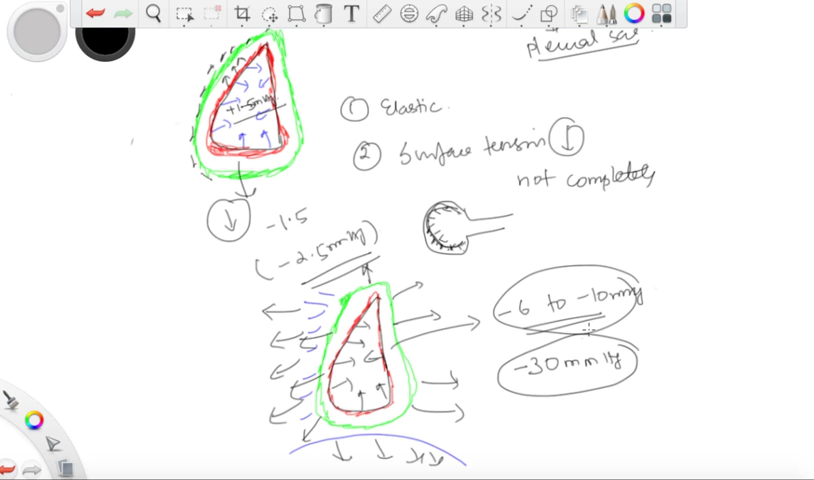 pleural sac
+1.5mmHg
① Elastic.
② Surface tension ↓
not completely
↓ -1.5
(-2.5mmHg)
-6 to -10mmHg
-30mmHg
T